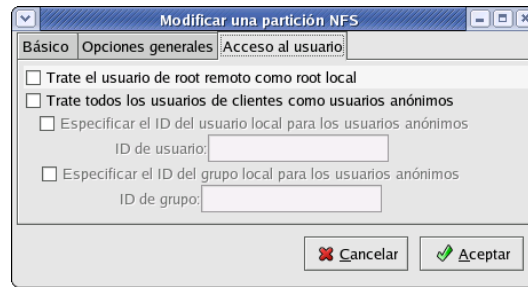 Modificar una partición NFS
Básico Opciones generales Acceso al usuario
Trate el usuario de root remoto como root local
Trate todos los usuarios de clientes como usuarios anónimos
Especificar el ID del usuario local para los usuarios anónimos
ID de usuario:
Especificar el ID del grupo local para los usuarios anónimos
ID de grupo:
Cancelar Aceptar